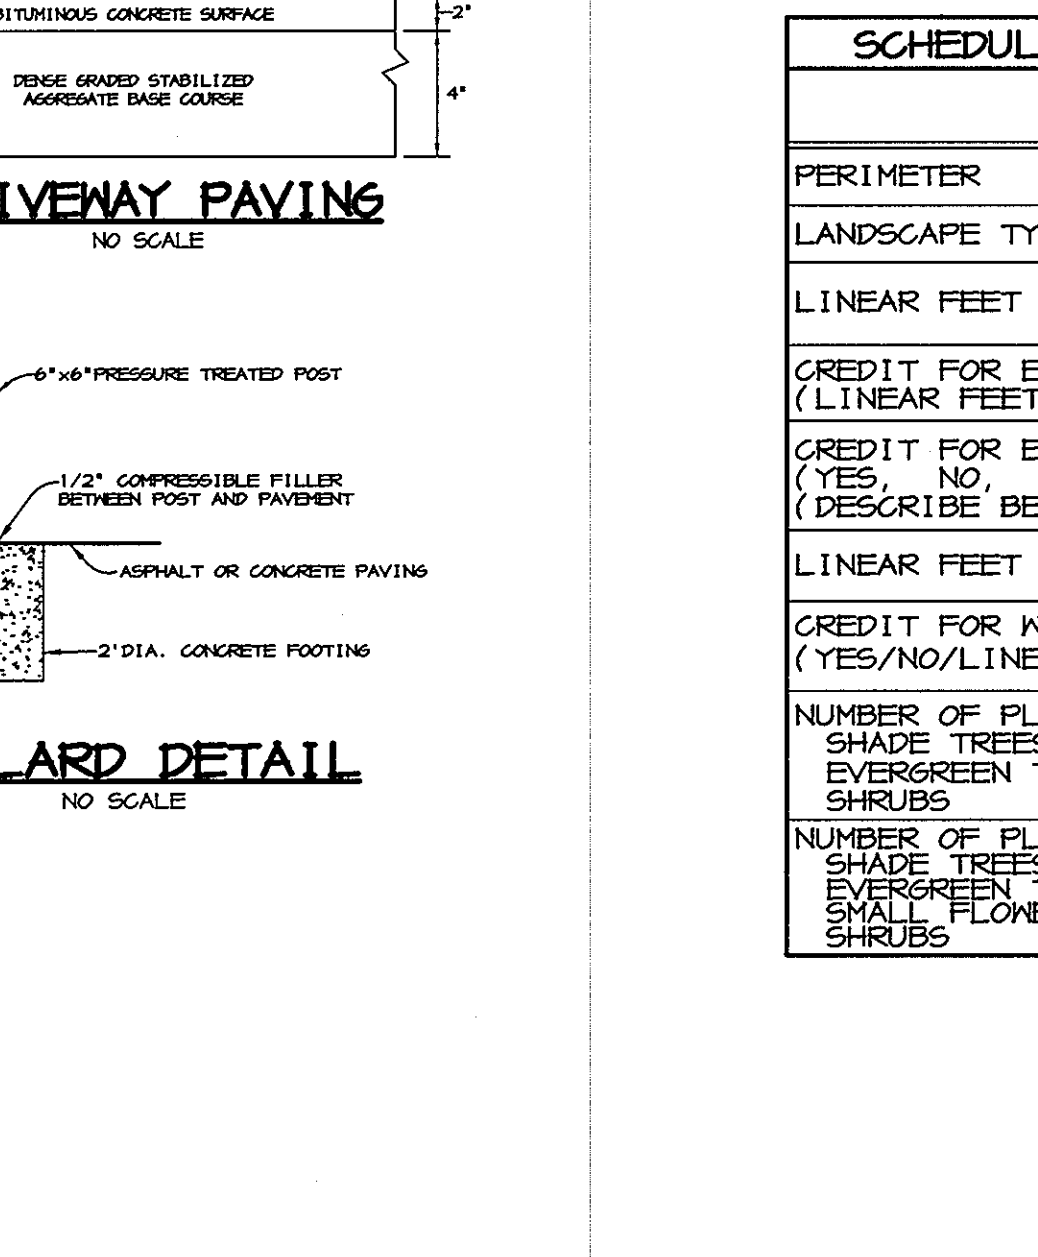 BITUMINOUS CONCRETE SURFACE
2"
DENSE GRADED STABILIZED
AGGREGATE BASE COURSE
4"
IVEWAY PAVING
NO SCALE
6"x6"PRESSURE TREATED POST
1/2" COMPRESSIBLE FILLER
BETWEEN POST AND PAVEMENT
ASPHALT OR CONCRETE PAVING
2'DIA. CONCRETE FOOTING
LARD DETAIL
NO SCALE
SCHEDUL
PERIMETER
LANDSCAPE TY
LINEAR FEET
CREDIT FOR E
(LINEAR FEET
CREDIT FOR E
(YES, NO,
(DESCRIBE BE
LINEAR FEET
CREDIT FOR W
(YES/NO/LINE
NUMBER OF PL
SHADE TREES
EVERGREEN T
SHRUBS
NUMBER OF PL
SHADE TREES
EVERGREEN T
SMALL FLOWE
SHRUBS